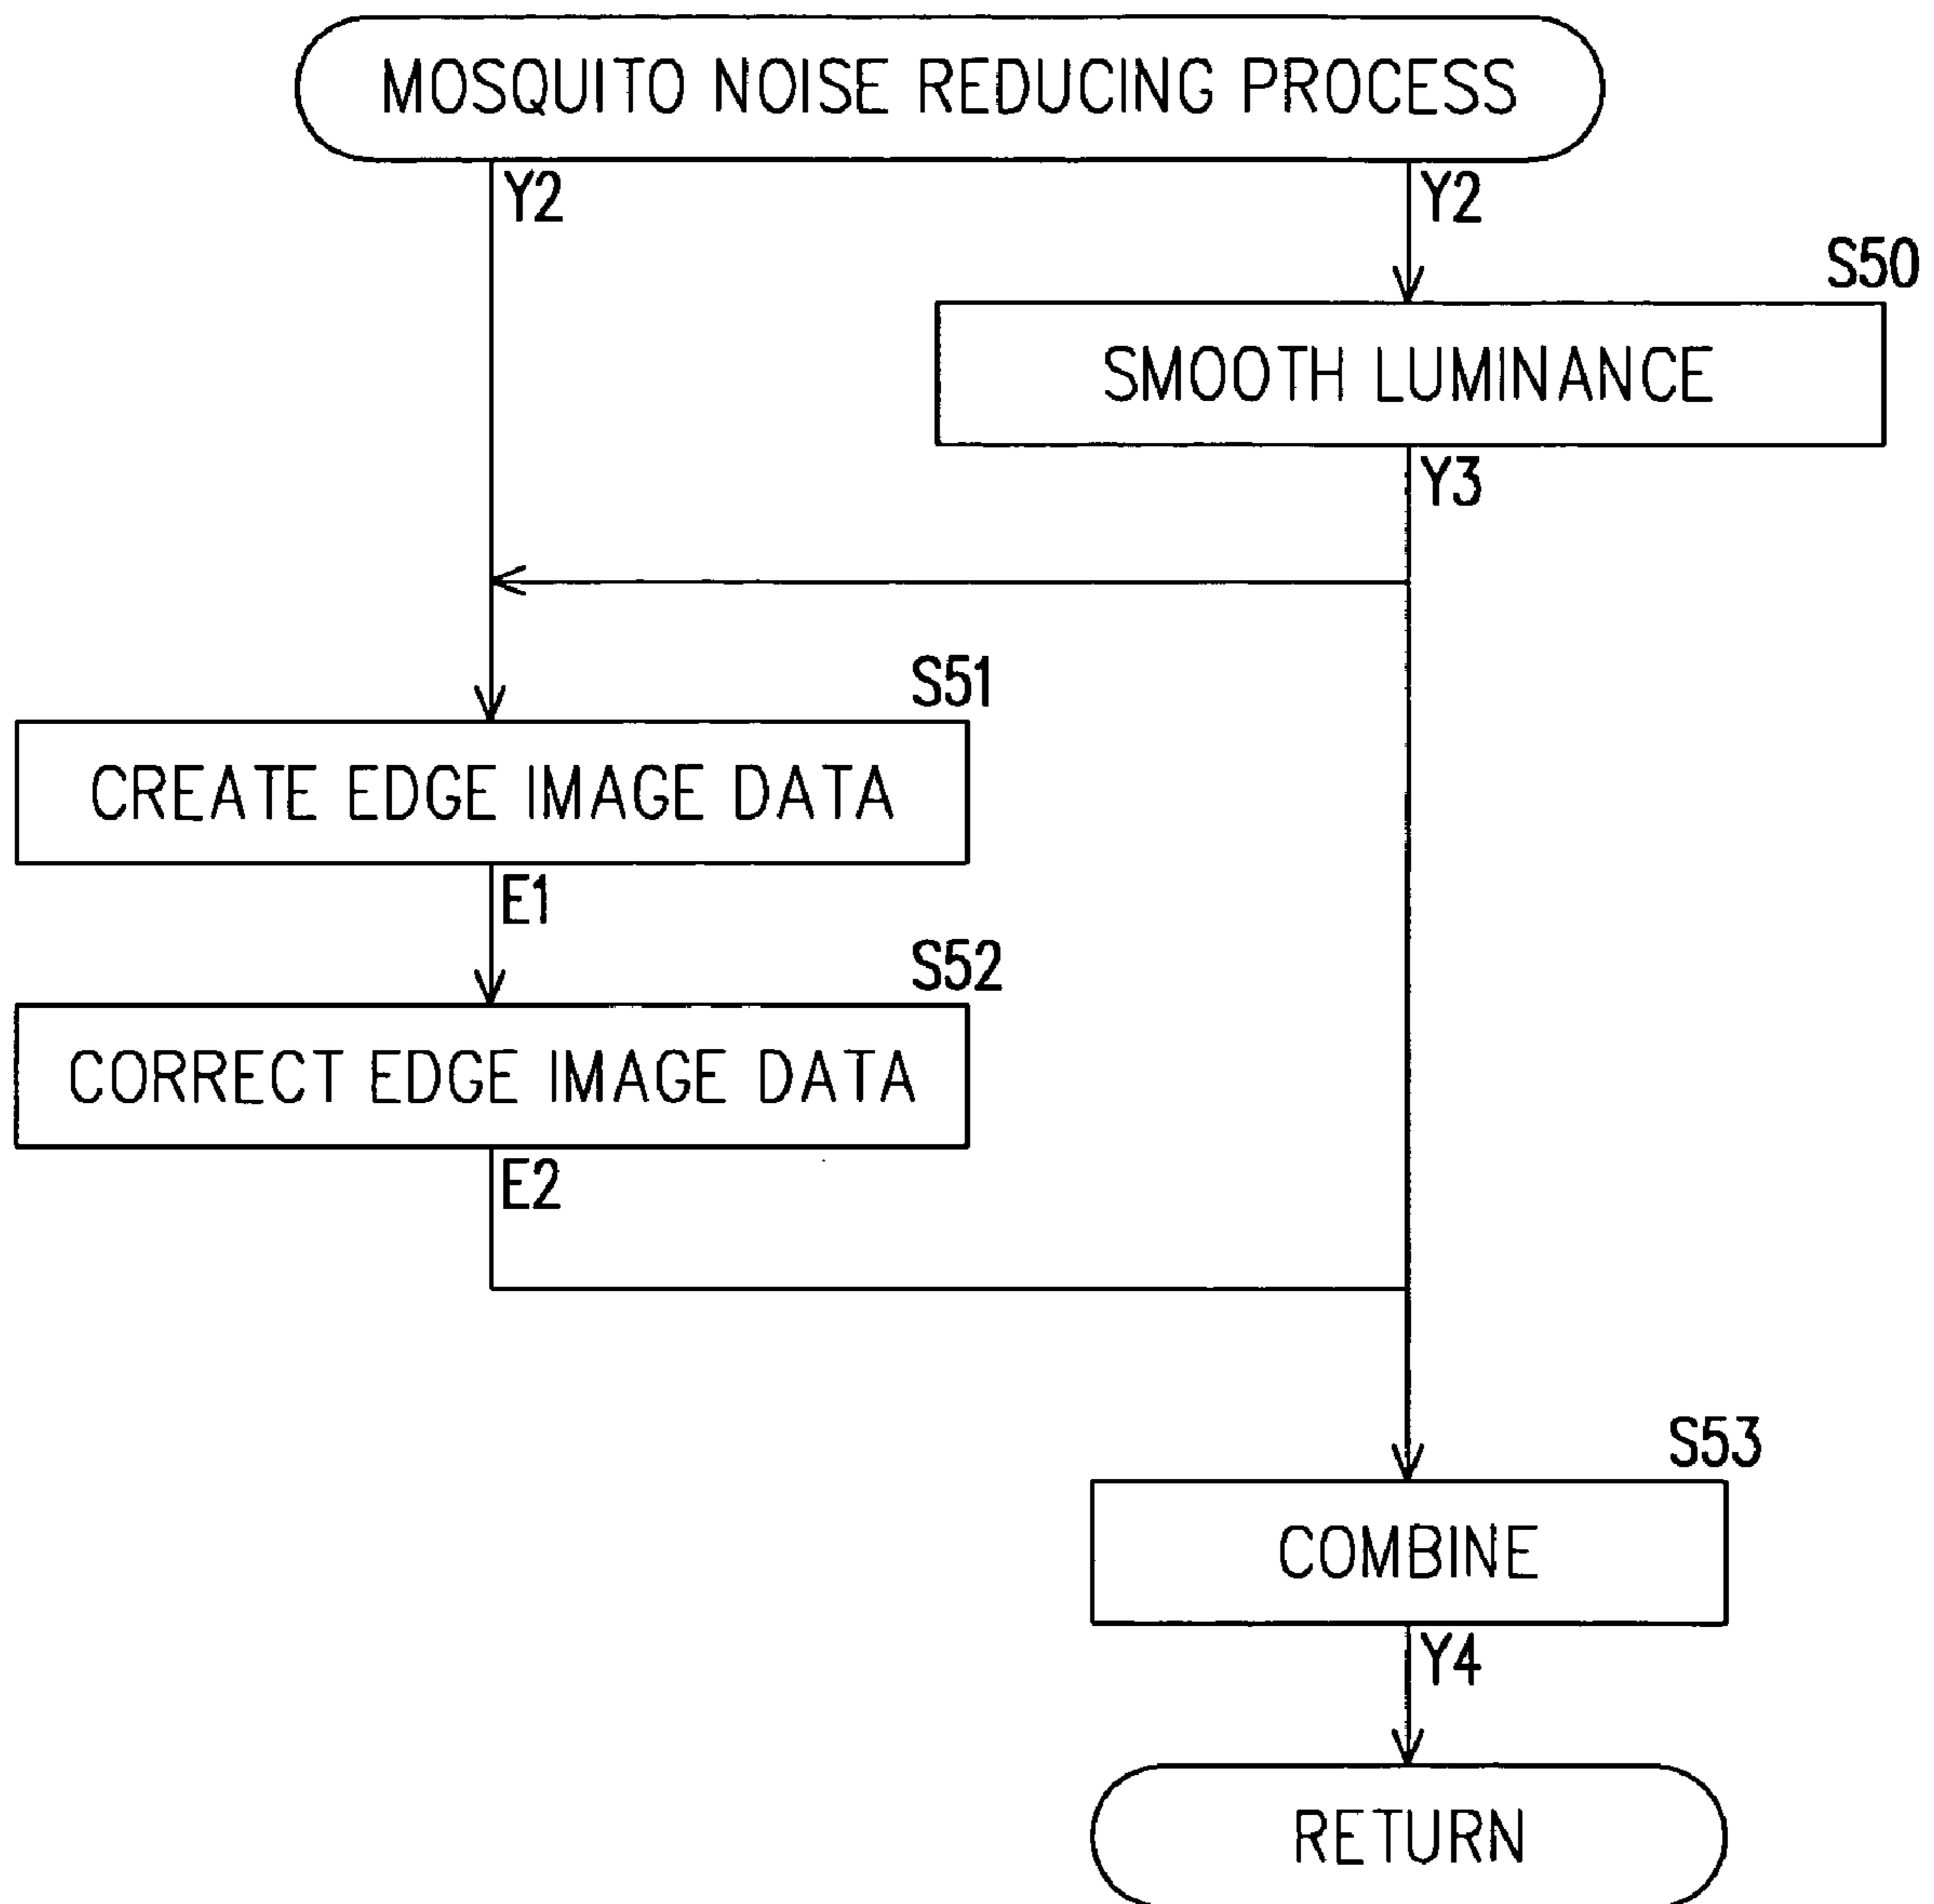 MOSQUITO NOISE REDUCING PROCESS
Y2
Y2
S50
SMOOTH LUMINANCE
Y3
S51
CREATE EDGE IMAGE DATA
E1
S52
CORRECT EDGE IMAGE DATA
E2
S53
COMBINE
Y4
RETURN